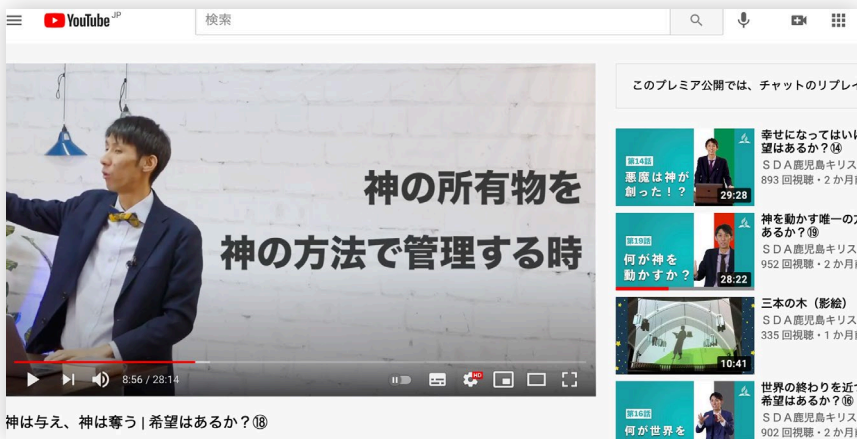 YouTube JP
検索
神の所有物を
神の方法で管理する時
8:56 / 28:14
HD
神は与え、神は奪う | 希望はあるか?⑱
このプレミア公開では、チャットのリプレイ
第14話
悪魔は神が
創った!?
29:28
幸せになってはい
望はあるか?⑭
SDA鹿児島キリス
893 回視聴・2 か月
第19話
何が神を
動かすか?
28:22
神を動かす唯一の
あるか?⑲
SDA鹿児島キリス
952 回視聴・2 か月
10:41
三本の木(影絵)
SDA鹿児島キリス
335 回視聴・1 か月
第16話
何が世界を
世界の終わりを近
希望はあるか?⑯
SDA鹿児島キリス
902 回視聴・2 か月